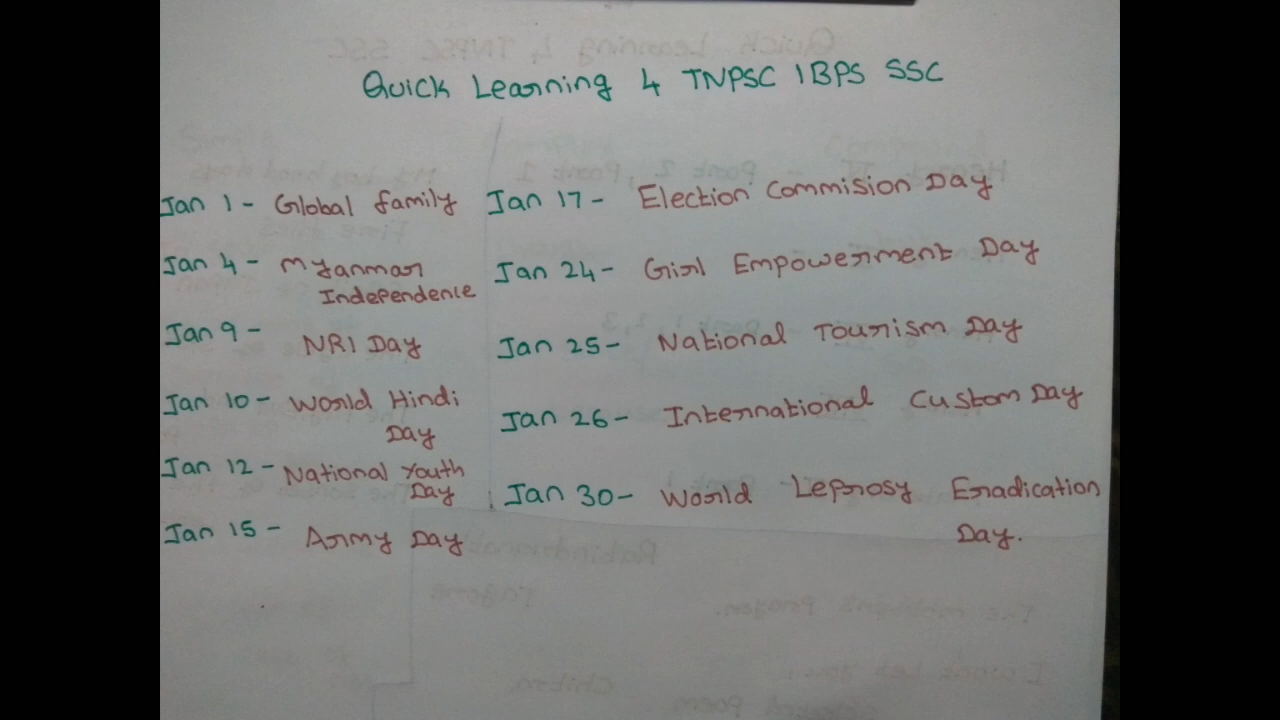 Quick Learning 4 TNPSC IBPS SSC
Jan 1 - Global family
Jan 4 - Myanmar
Independence
Jan 9 -
NRI Day
Jan 10 - World Hindi
Day
Jan 12 - National Youth
Day
Jan 15 - Army Day
Jan 17 - Election Commision Day
Jan 24 - Girl Empowerment Day
Jan 25 - National Tourism Day
Jan 26 - International Custom Day
Jan 30 - World Leprosy Eradication
Day.